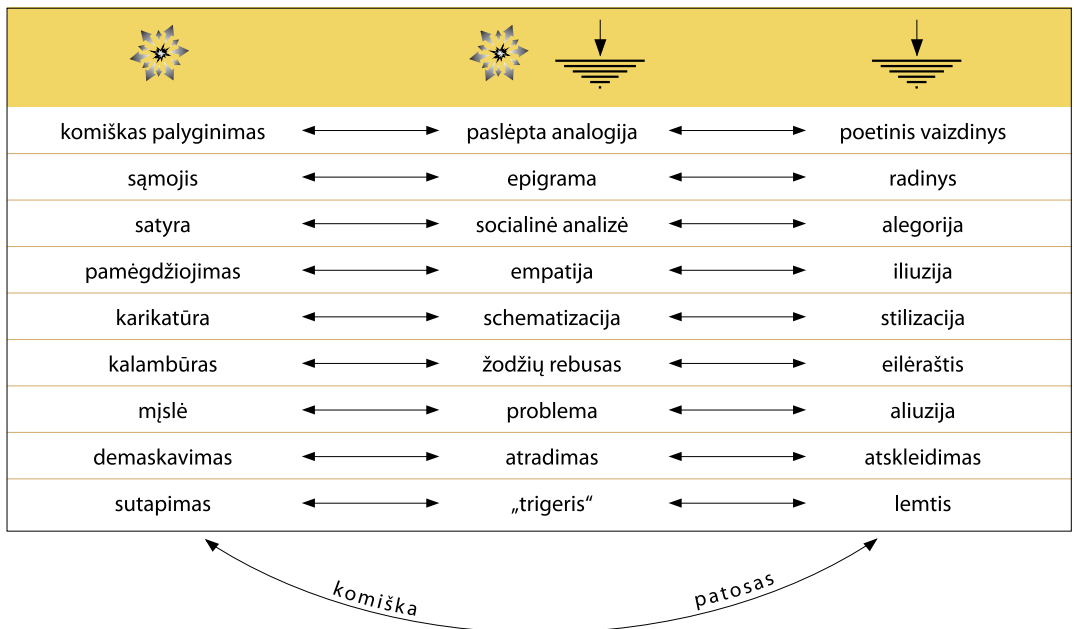 komiškas palyginimas paslėpta analogija poetinis vaizdinys
sąmojis epigrama radinys
satyra socialinė analizė alegorija
pamėgdžiojimas empatija iliuzija
karikatūra schematizacija stilizacija
kalambūras žodžių rebusas eilėraštis
mįslė problema aliuzija
demaskavimas atradimas atskleidimas
sutapimas „trigeris“ lemtis
komiška patosas